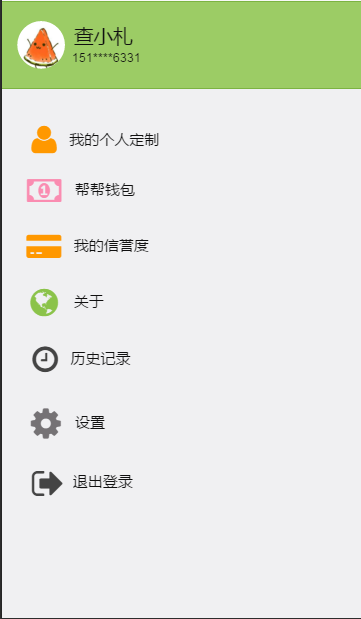 查小札
151****6331
我的个人定制
帮帮钱包
我的信誉度
关于
历史记录
设置
退出登录